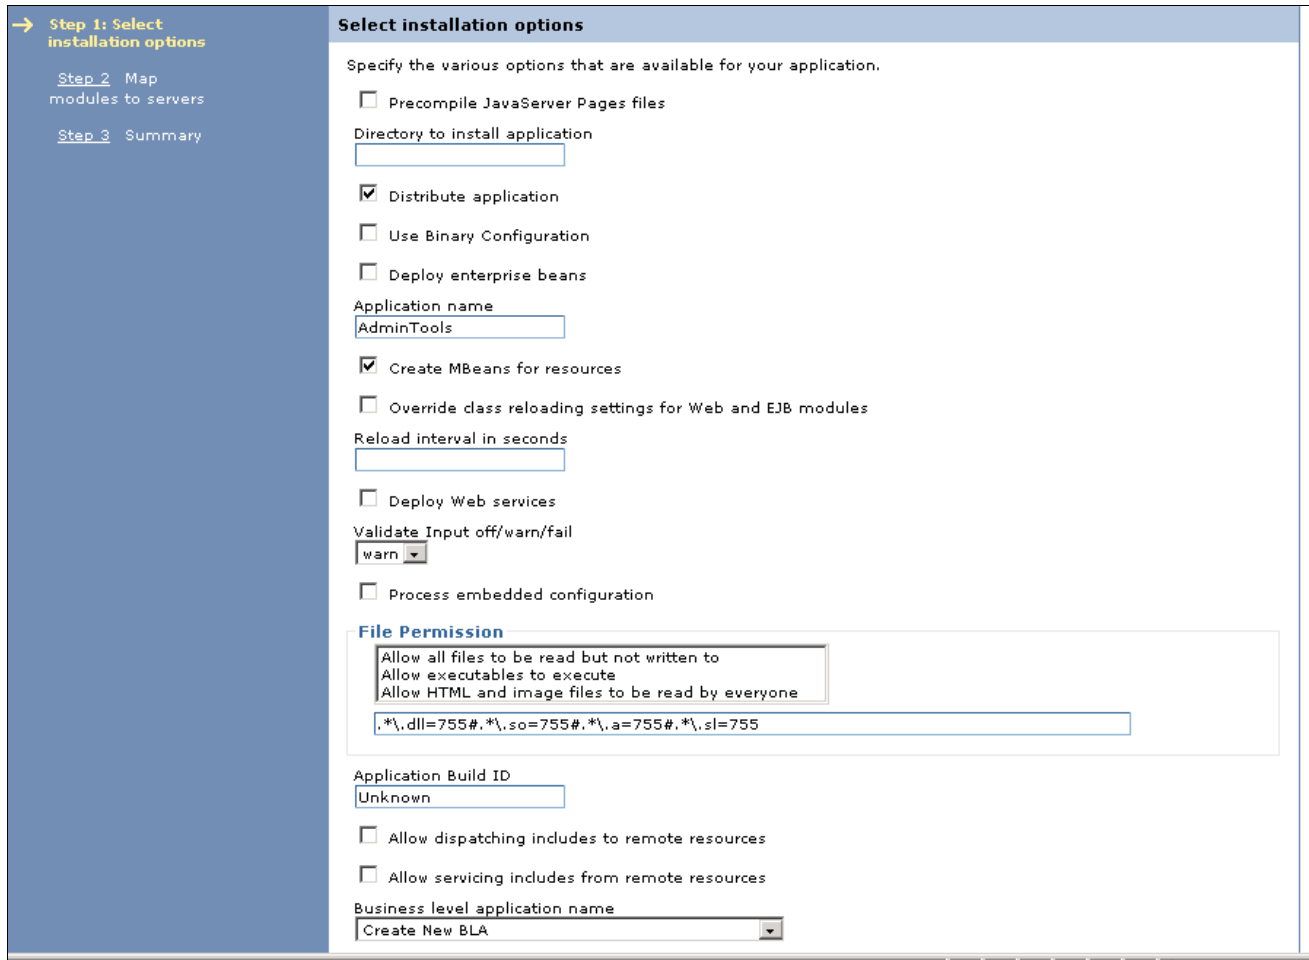 Step 1: Select
installation options
Step 2 Map
modules to servers
Step 3 Summary
Select installation options
Specify the various options that are available for your application.
Precompile JavaServer Pages files
Directory to install application
Distribute application
Use Binary Configuration
Deploy enterprise beans
Application name
AdminTools
Create MBeans for resources
Override class reloading settings for Web and EJB modules
Reload interval in seconds
Deploy Web services
Validate Input off/warn/fail
warn
Process embedded configuration
File Permission
Allow all files to be read but not written to
Allow executables to execute
Allow HTML and image files to be read by everyone
.*\.dll=755#.*\.so=755#.*\.a=755#.*\.sl=755
Application Build ID
Unknown
Allow dispatching includes to remote resources
Allow servicing includes from remote resources
Business level application name
Create New BLA